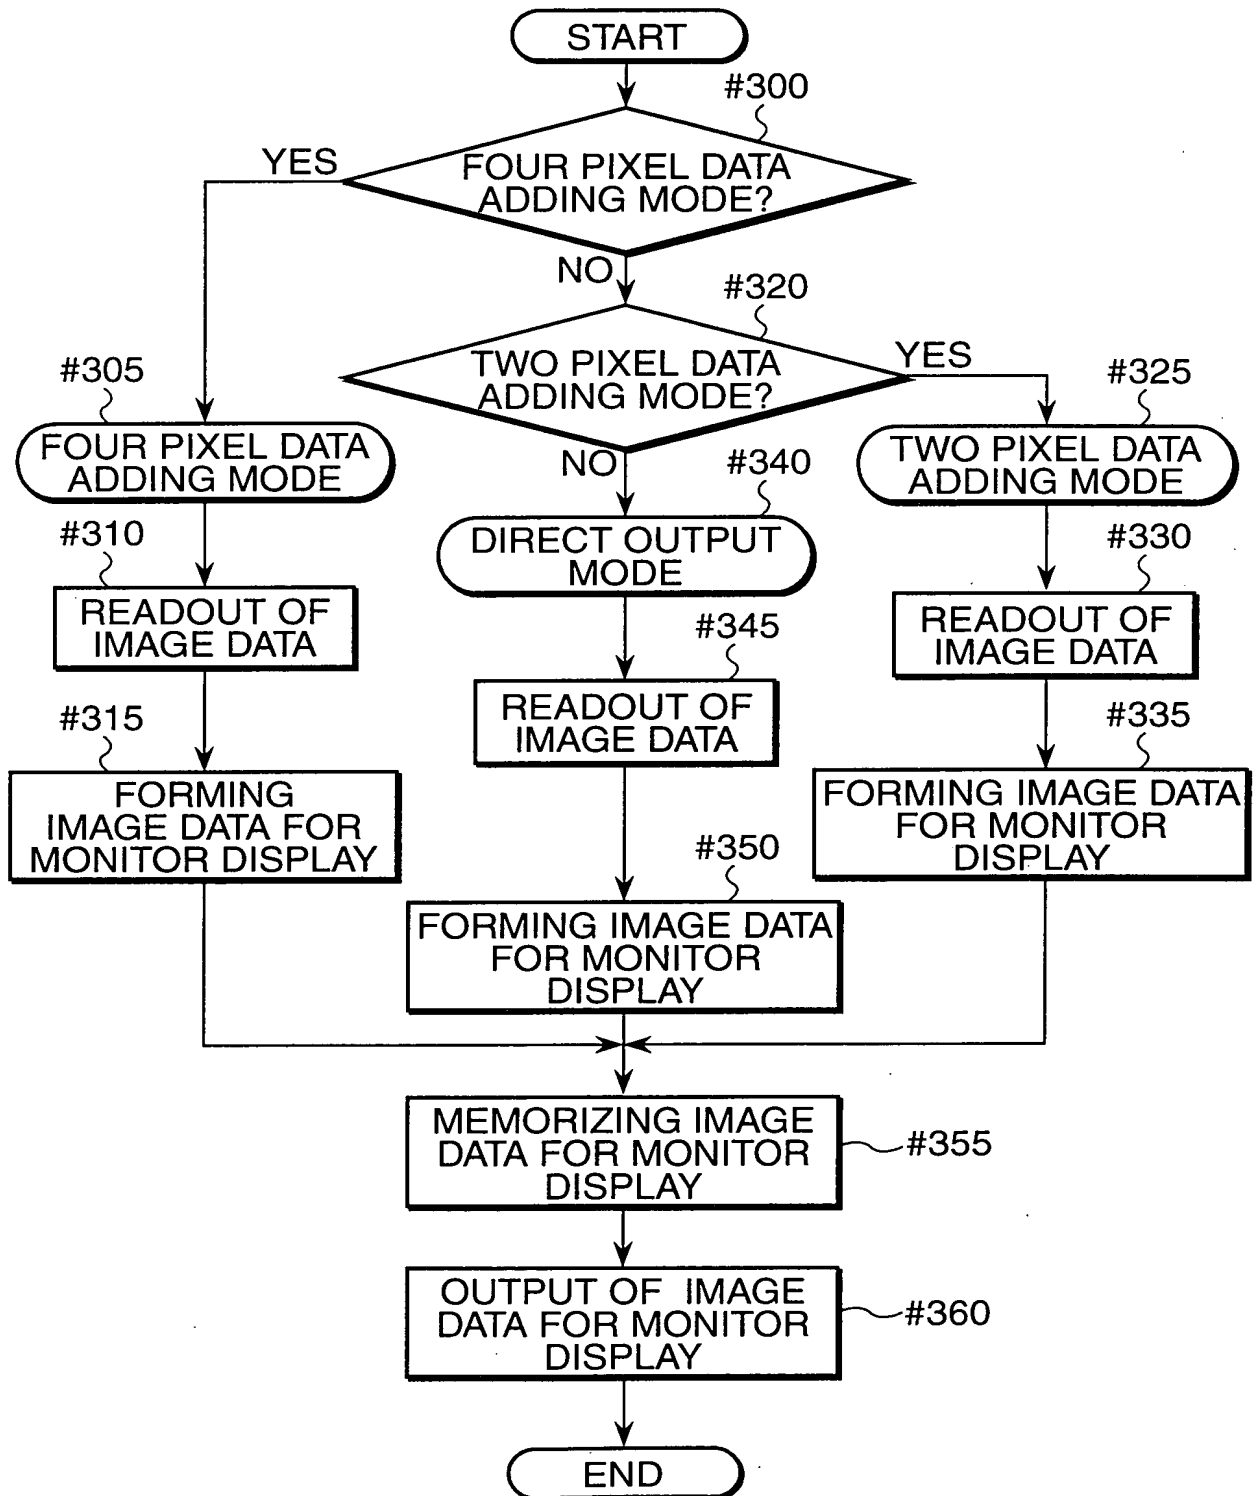 START
#300
YES
FOUR PIXEL DATA
ADDING MODE?
NO
#320
TWO PIXEL DATA
ADDING MODE?
YES
#305
FOUR PIXEL DATA
ADDING MODE
#325
TWO PIXEL DATA
ADDING MODE
NO
#340
DIRECT OUTPUT
MODE
#310
READOUT OF
IMAGE DATA
#330
READOUT OF
IMAGE DATA
#345
READOUT OF
IMAGE DATA
#315
FORMING
IMAGE DATA FOR
MONITOR DISPLAY
#335
FORMING IMAGE DATA
FOR MONITOR
DISPLAY
#350
FORMING IMAGE DATA
FOR MONITOR
DISPLAY
MEMORIZING IMAGE
DATA FOR MONITOR
DISPLAY
#355
OUTPUT OF IMAGE
DATA FOR MONITOR
DISPLAY
#360
END